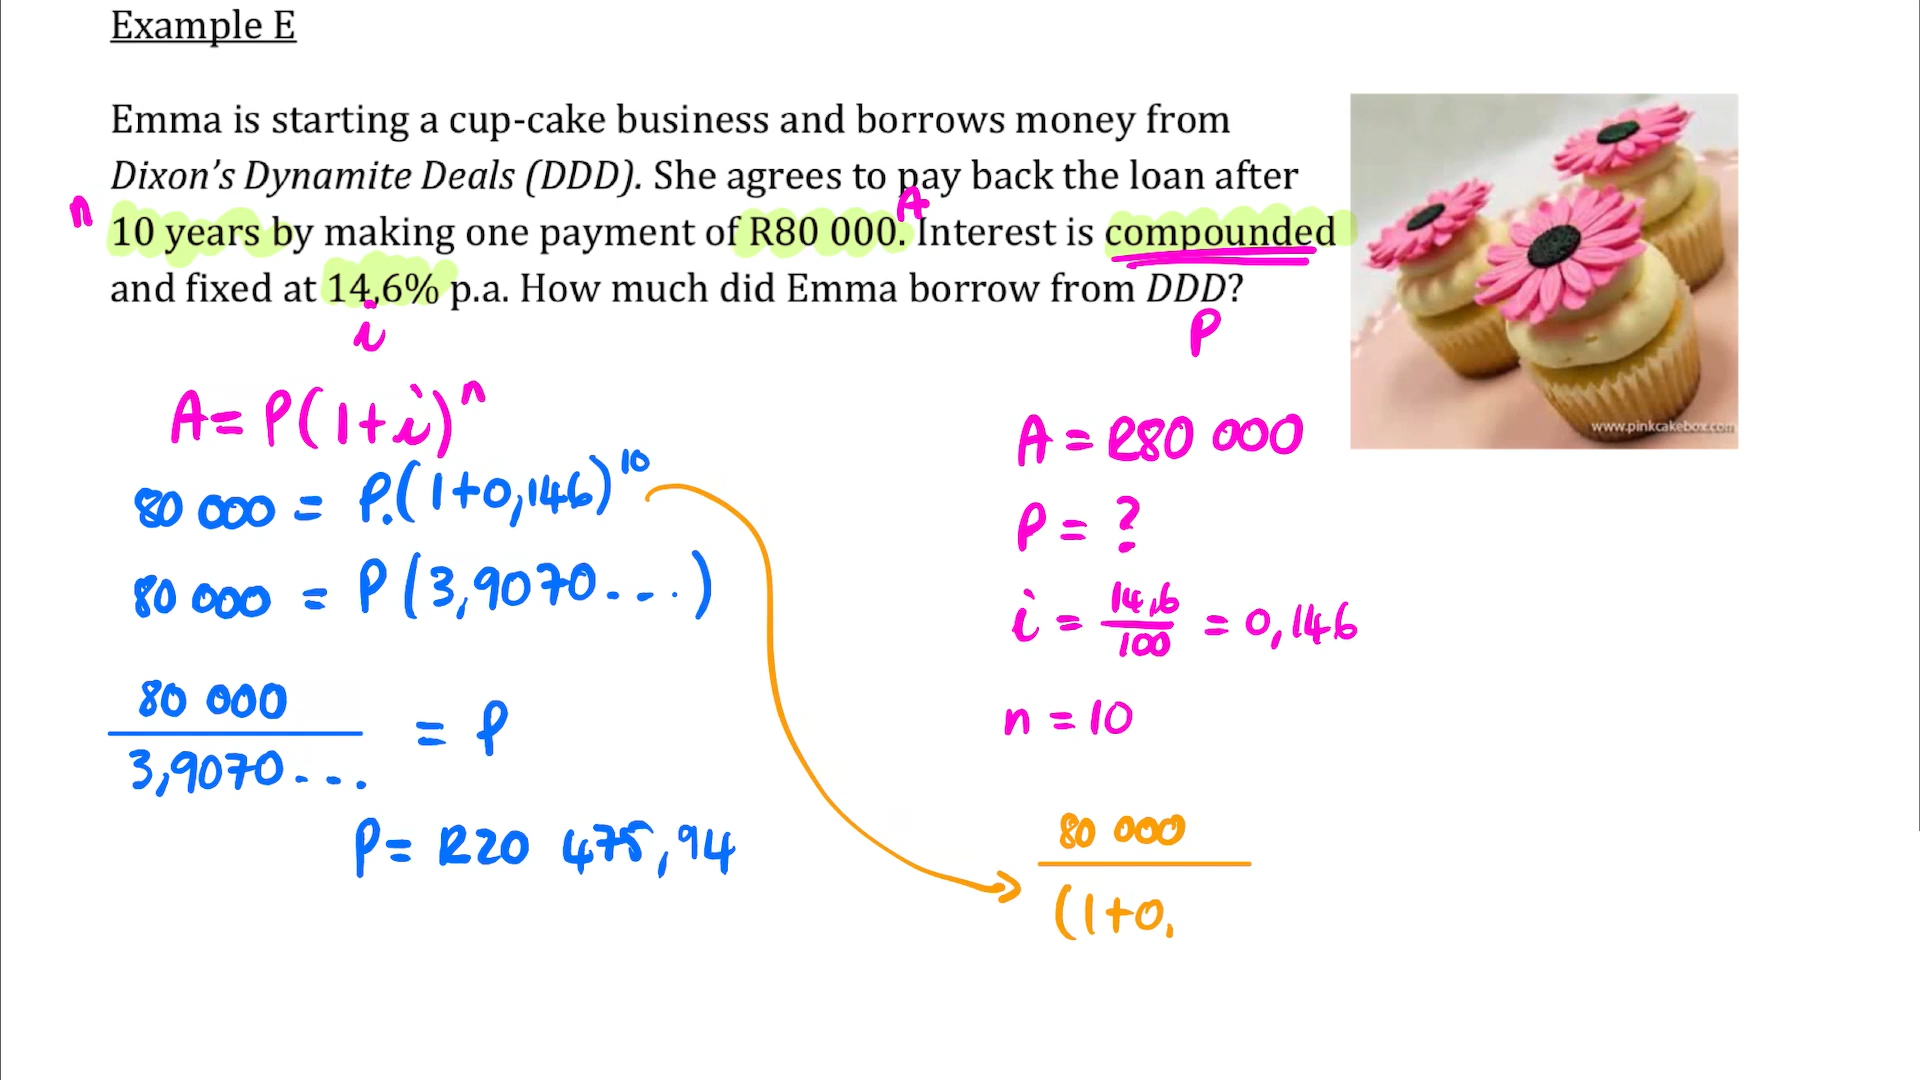 Example E
Emma is starting a cup-cake business and borrows money from
Dixon's Dynamite Deals (DDD). She agrees to pay back the loan after
n
A
10 years by making one payment of R80 000. Interest is compounded
and fixed at 14,6% p.a. How much did Emma borrow from DDD?
i
P
www.pinkcakebox.com
A = P(1+i)^n
80 000 = P.(1+0,146)^10
80 000 = P(3,9070...)
80 000
3,9070...
= P
P = R20 475,94
A = R80 000
P = ?
i = 14,6/100 = 0,146
n = 10
80 000
(1+0,